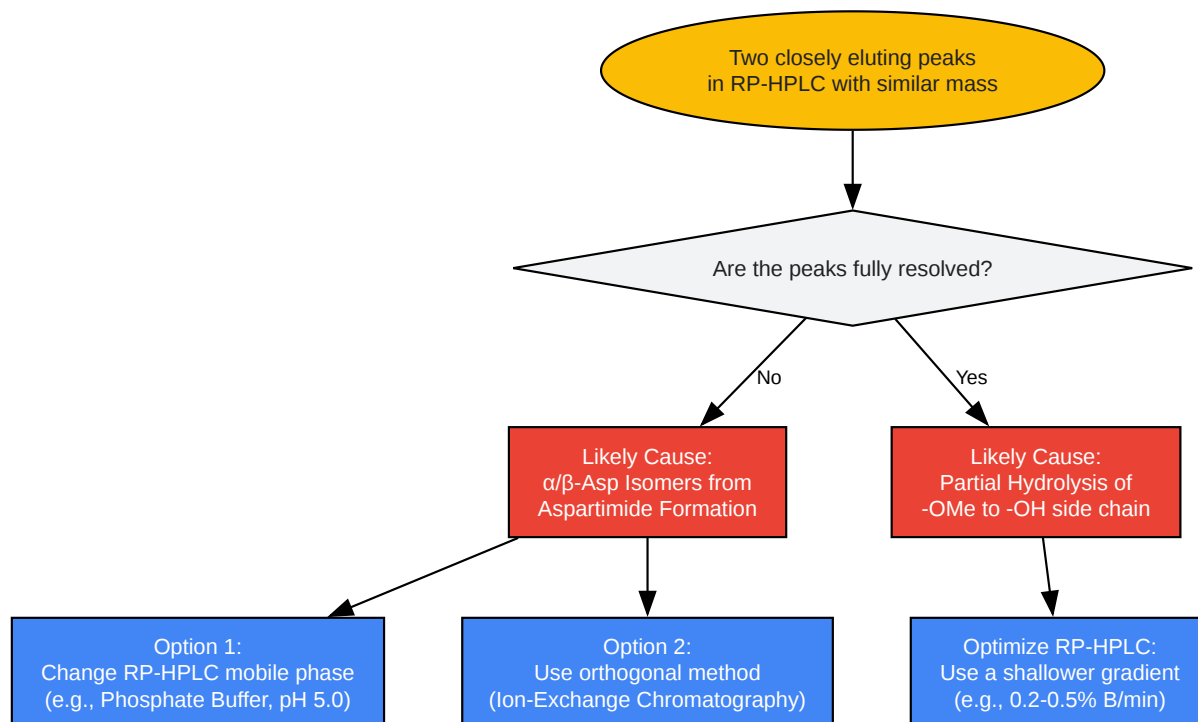 Two closely eluting peaks
in RP-HPLC with similar mass
Are the peaks fully resolved?
No
Yes
Likely Cause:
α/β-Asp Isomers from
Aspartimide Formation
Likely Cause:
Partial Hydrolysis of
-OMe to -OH side chain
Option 1:
Change RP-HPLC mobile phase
(e.g., Phosphate Buffer, pH 5.0)
Option 2:
Use orthogonal method
(Ion-Exchange Chromatography)
Optimize RP-HPLC:
Use a shallower gradient
(e.g., 0.2-0.5% B/min)